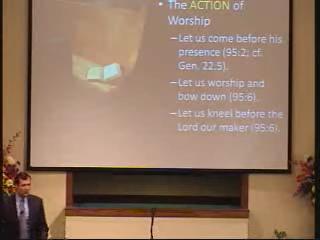 • The ACTION of
Worship
–Let us come before his
presence (95:2; cf.
Gen. 22:5).
–Let us worship and
bow down (95:6).
–Let us kneel before the
Lord our maker (95:6).